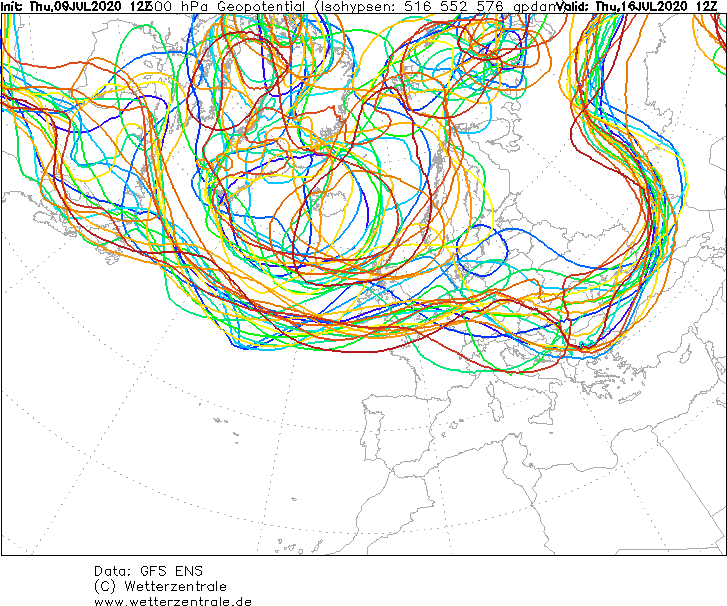 Init: Thu,09JUL2020 12Z 500 hPa Geopotential (Isohypsen: 516 552 576 gpdam) Valid: Thu,16JUL2020 12Z
Data: GFS ENS
(C) Wetterzentrale
www.wetterzentrale.de